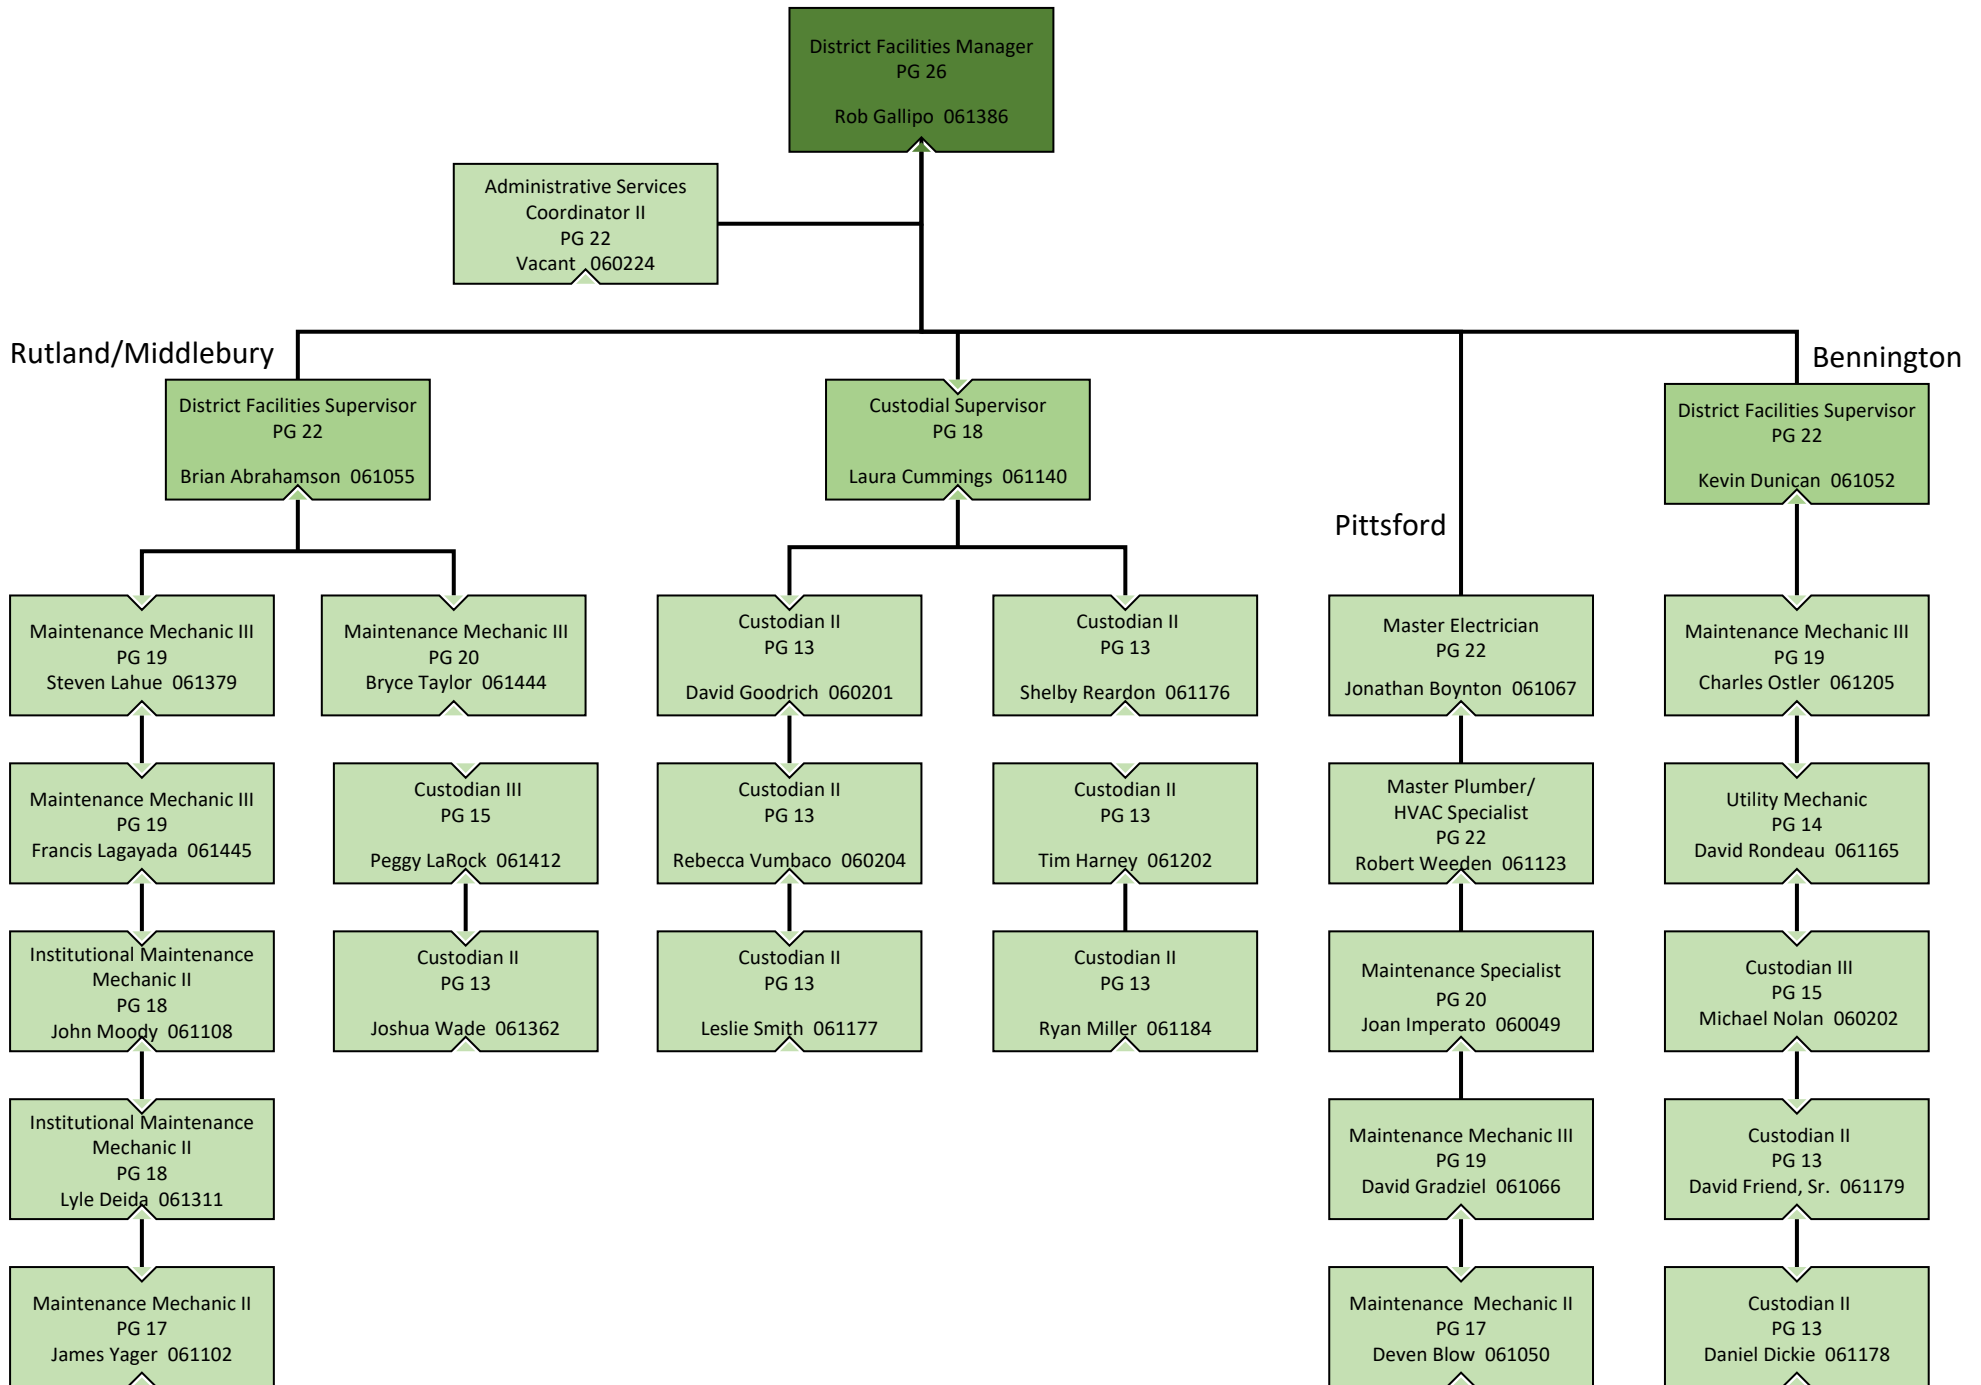 District Facilities Manager
PG 26
Rob Gallipo 061386
Administrative Services
Coordinator II
PG 22
Vacant 060224
Rutland/Middlebury
District Facilities Supervisor
PG 22
Brian Abrahamson 061055
Custodial Supervisor
PG 18
Laura Cummings 061140
Bennington
District Facilities Supervisor
PG 22
Kevin Dunican 061052
Pittsford
Maintenance Mechanic III
PG 19
Steven Lahue 061379
Maintenance Mechanic III
PG 20
Bryce Taylor 061444
Custodian II
PG 13
David Goodrich 060201
Custodian II
PG 13
Shelby Reardon 061176
Master Electrician
PG 22
Jonathan Boynton 061067
Maintenance Mechanic III
PG 19
Charles Ostler 061205
Maintenance Mechanic III
PG 19
Francis Lagayada 061445
Custodian III
PG 15
Peggy LaRock 061412
Custodian II
PG 13
Rebecca Vumbaco 060204
Custodian II
PG 13
Tim Harney 061202
Master Plumber/
HVAC Specialist
PG 22
Robert Weeden 061123
Utility Mechanic
PG 14
David Rondeau 061165
Institutional Maintenance
Mechanic II
PG 18
John Moody 061108
Custodian II
PG 13
Joshua Wade 061362
Custodian II
PG 13
Leslie Smith 061177
Custodian II
PG 13
Ryan Miller 061184
Maintenance Specialist
PG 20
Joan Imperato 060049
Custodian III
PG 15
Michael Nolan 060202
Institutional Maintenance
Mechanic II
PG 18
Lyle Deida 061311
Maintenance Mechanic III
PG 19
David Gradziel 061066
Custodian II
PG 13
David Friend, Sr. 061179
Maintenance Mechanic II
PG 17
James Yager 061102
Maintenance Mechanic II
PG 17
Deven Blow 061050
Custodian II
PG 13
Daniel Dickie 061178